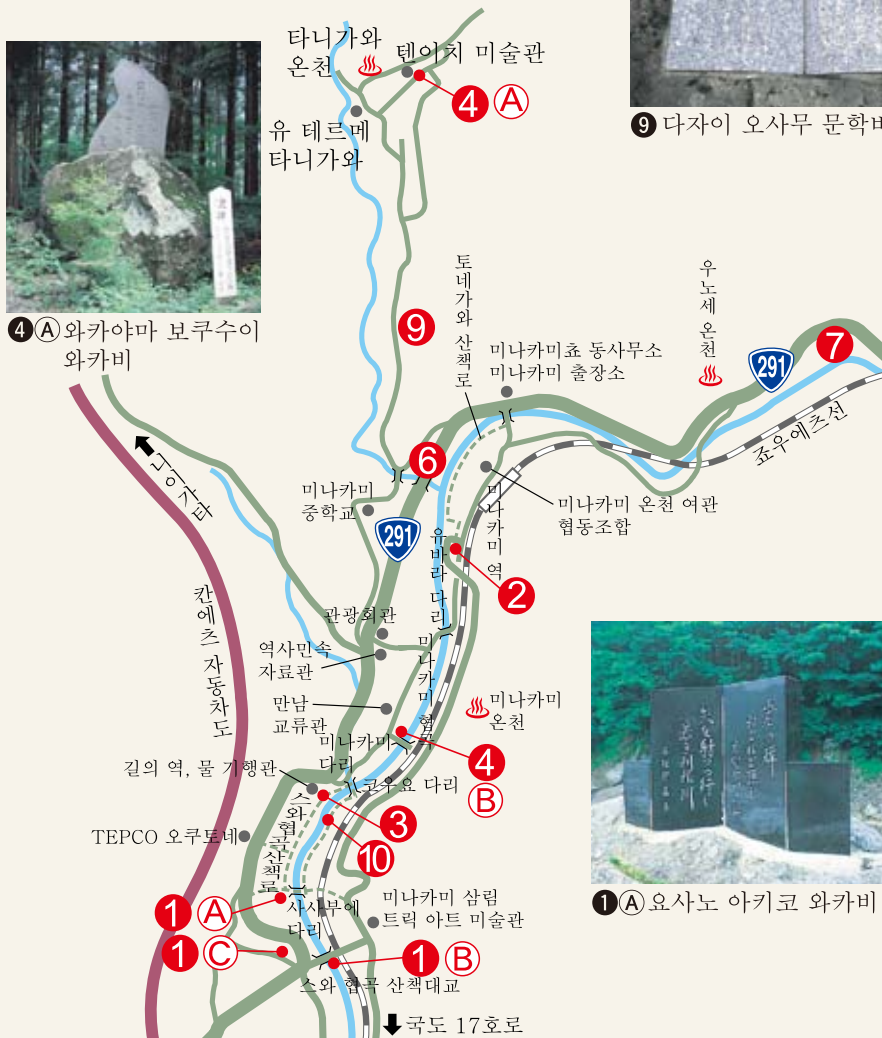 타니가와
온천
텐이치 미술관
4 A
유 테르메
타니가와
9 다자이 오사무 문학비
4 A 와카야마 보쿠수이
와카비
토네가와 산책로
우노세 온천
9
미나카미쵸 동사무소
미나카미 출장소
291
7
죠우에츠선
니이가타
6
미나카미
중학교
291
미나카미 역
미나카미 온천 여관
협동조합
유바라 다리
2
칸에츠 자동차도
관광회관
역사민속
자료관
미나카미 협곡
만남
교류관
미나카미
온천
미나카미
다리
4
B
길의 역, 물 기행관
코우요 다리
스와협곡 산책로
3
TEPCO 오쿠토네
10
1 A
사사부에
다리
미나카미 삼림
트릭 아트 미술관
1 C
1 B
스와 협곡 산책대교
국도 17호로
1 A 요사노 아키코 와카비